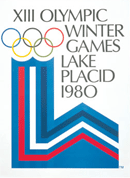 XIII OLYMPIC
WINTER
GAMES
LAKE
PLACID
1980